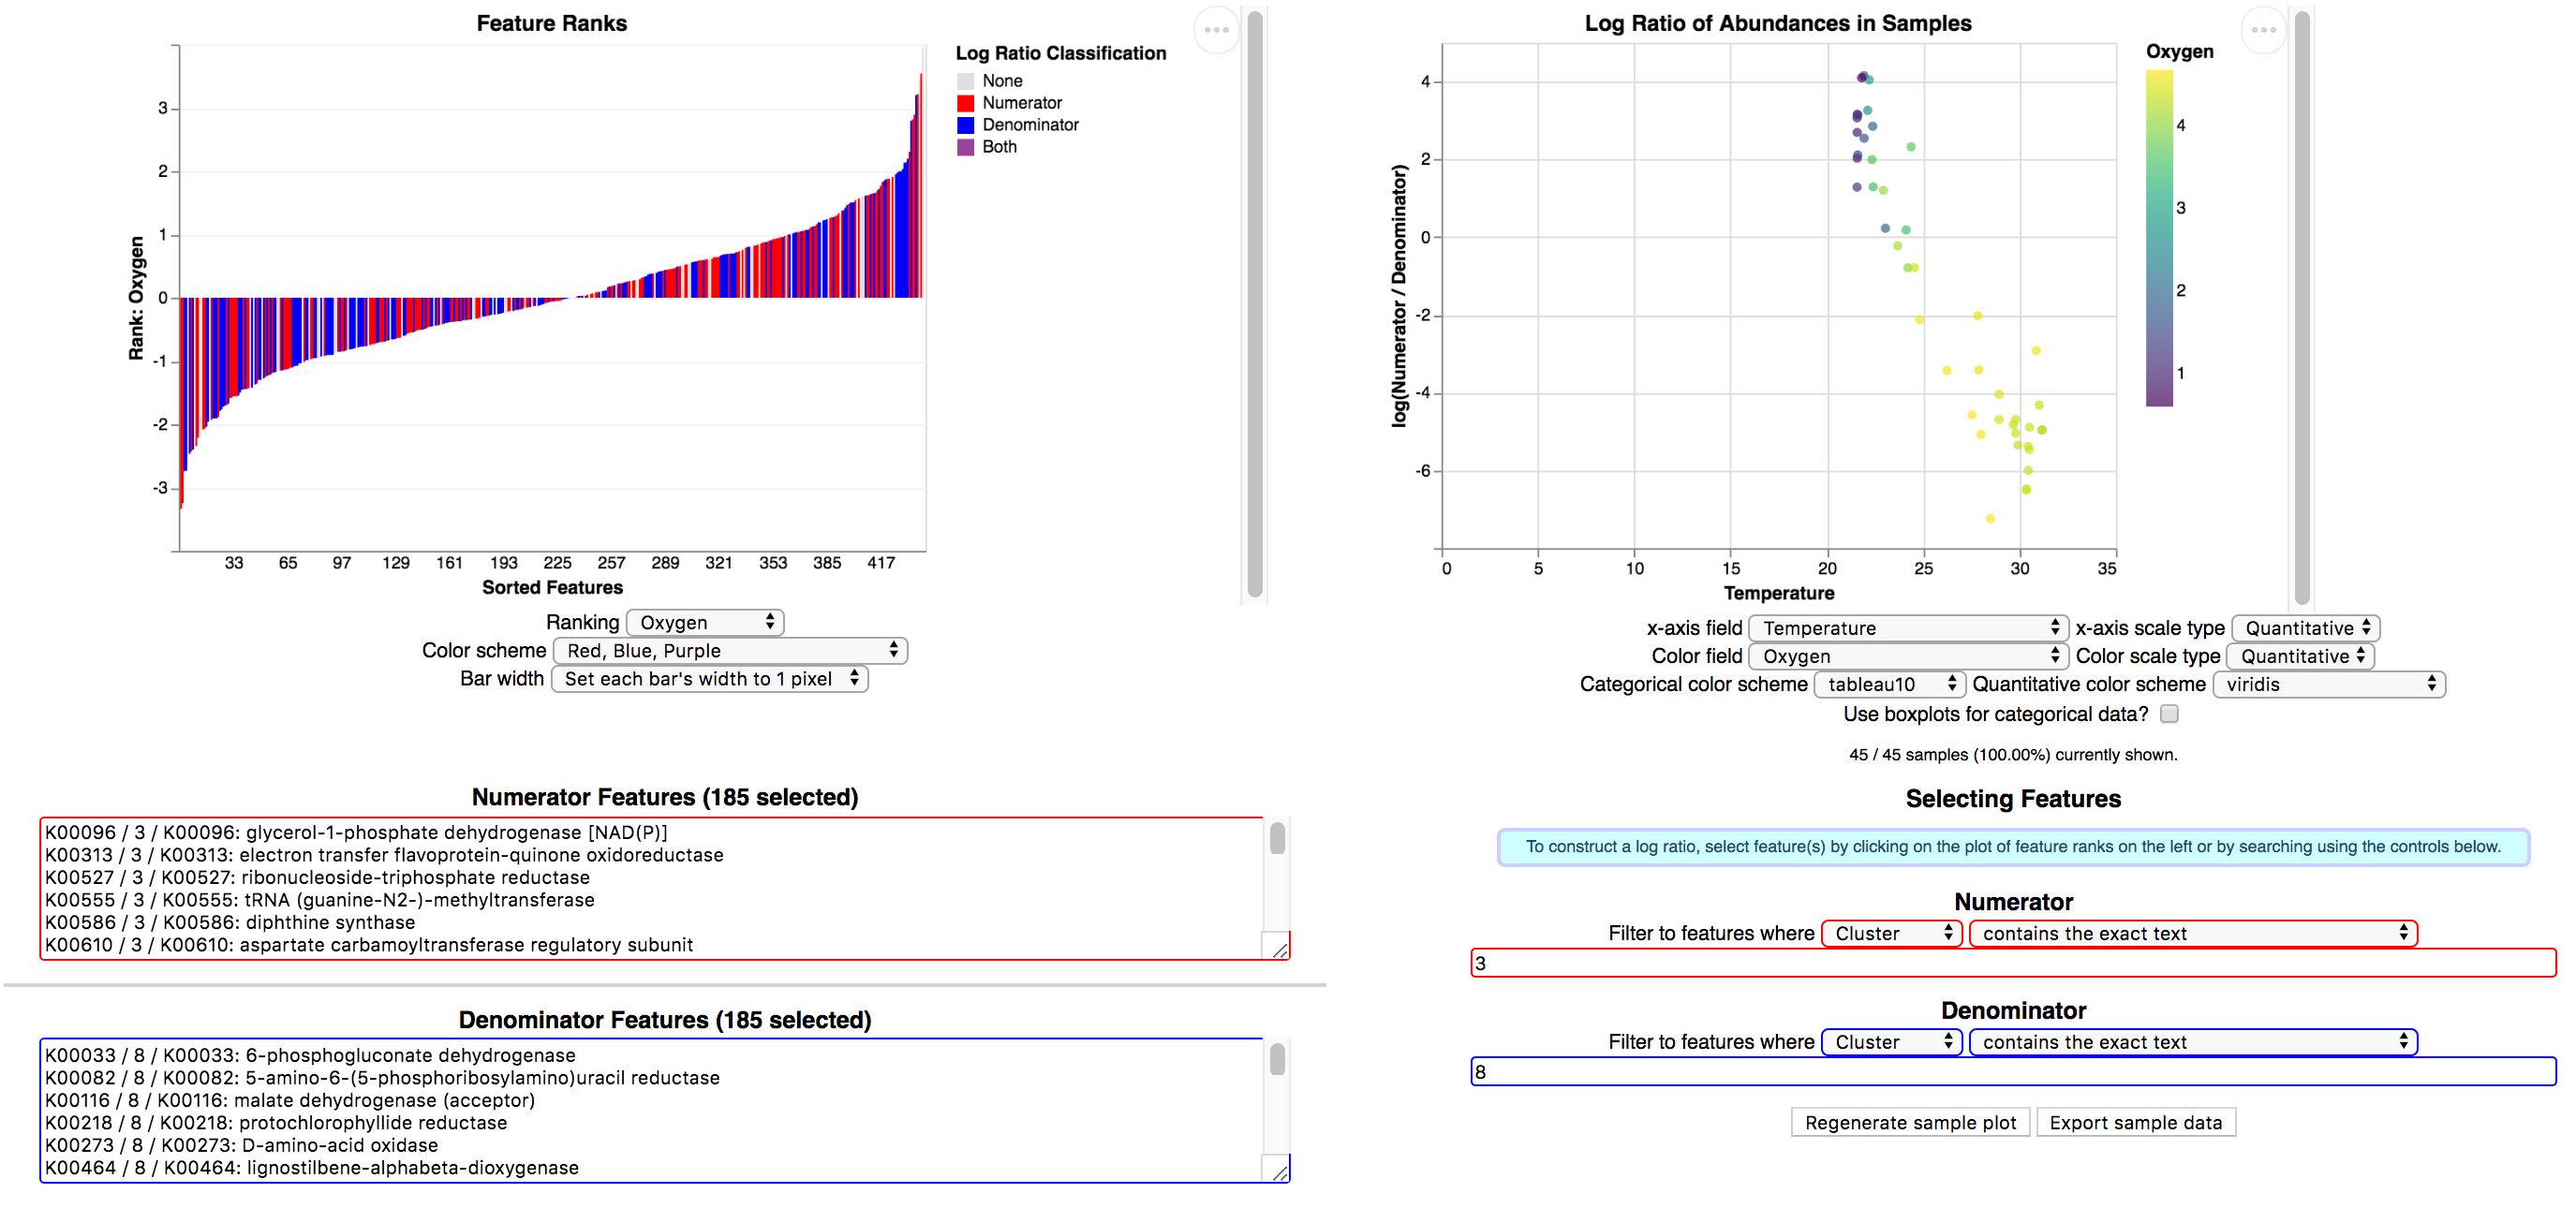 Feature Ranks
Log Ratio Classification
None
Numerator
Denominator
Both
Rank: Oxygen
3
2
1
0
-1
-2
-3
33 65 97 129 161 193 225 257 289 321 353 385 417
Sorted Features
Ranking Oxygen
Color scheme Red, Blue, Purple
Bar width Set each bar's width to 1 pixel
Log Ratio of Abundances in Samples
Oxygen
4
3
2
1
log(Numerator / Denominator)
4
2
0
-2
-4
-6
0 5 10 15 20 25 30 35
Temperature
x-axis field Temperature x-axis scale type Quantitative
Color field Oxygen Color scale type Quantitative
Categorical color scheme tableau10 Quantitative color scheme viridis
Use boxplots for categorical data?
45 / 45 samples (100.00%) currently shown.
Numerator Features (185 selected)
K00096 / 3 / K00096: glycerol-1-phosphate dehydrogenase [NAD(P)]
K00313 / 3 / K00313: electron transfer flavoprotein-quinone oxidoreductase
K00527 / 3 / K00527: ribonucleoside-triphosphate reductase
K00555 / 3 / K00555: tRNA (guanine-N2-)-methyltransferase
K00586 / 3 / K00586: diphthine synthase
K00610 / 3 / K00610: aspartate carbamoyltransferase regulatory subunit
Denominator Features (185 selected)
K00033 / 8 / K00033: 6-phosphogluconate dehydrogenase
K00082 / 8 / K00082: 5-amino-6-(5-phosphoribosylamino)uracil reductase
K00116 / 8 / K00116: malate dehydrogenase (acceptor)
K00218 / 8 / K00218: protochlorophyllide reductase
K00273 / 8 / K00273: D-amino-acid oxidase
K00464 / 8 / K00464: lignostilbene-alphabeta-dioxygenase
Selecting Features
To construct a log ratio, select feature(s) by clicking on the plot of feature ranks on the left or by searching using the controls below.
Numerator
Filter to features where Cluster contains the exact text
3
Denominator
Filter to features where Cluster contains the exact text
8
Regenerate sample plot Export sample data